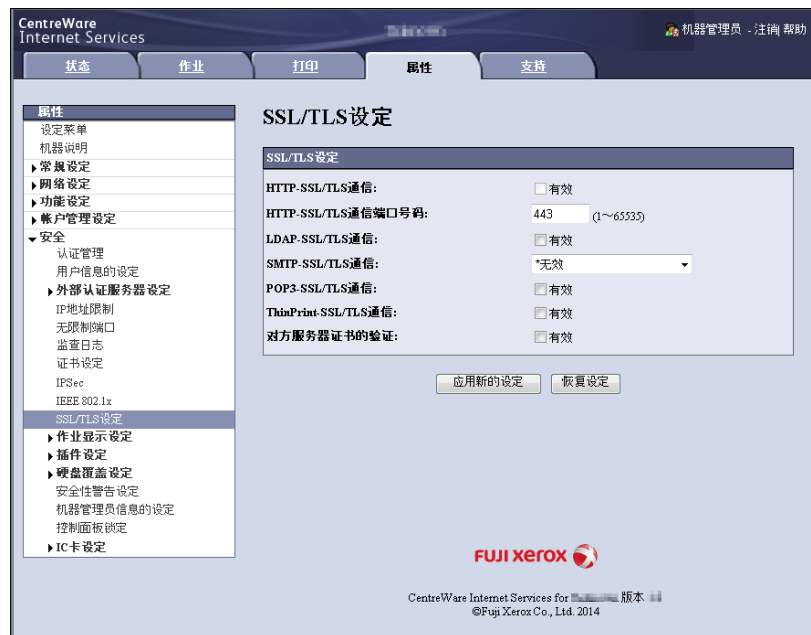 CentreWare
Internet Services
机器管理员 - 注销| 帮助
状态 作业 打印 属性 支持
属性
设定菜单
机器说明
常规设定
网络设定
功能设定
帐户管理设定
安全
认证管理
用户信息的设定
外部认证服务器设定
IP地址限制
无限制端口
监查日志
证书设定
IPSec
IEEE 802.1x
SSL/TLS设定
作业显示设定
插件设定
硬盘覆盖设定
安全性警告设定
机器管理员信息的设定
控制面板锁定
IC卡设定
SSL/TLS设定
SSL/TLS设定
HTTP-SSL/TLS通信: 有效
HTTP-SSL/TLS通信端口号码: 443 (1～65535)
LDAP-SSL/TLS通信: 有效
SMTP-SSL/TLS通信: *无效
POP3-SSL/TLS通信: 有效
ThinPrint-SSL/TLS通信: 有效
对方服务器证书的验证: 有效
应用新的设定 恢复设定
FUJI xerox
CentreWare Internet Services for 版本
©Fuji Xerox Co., Ltd. 2014